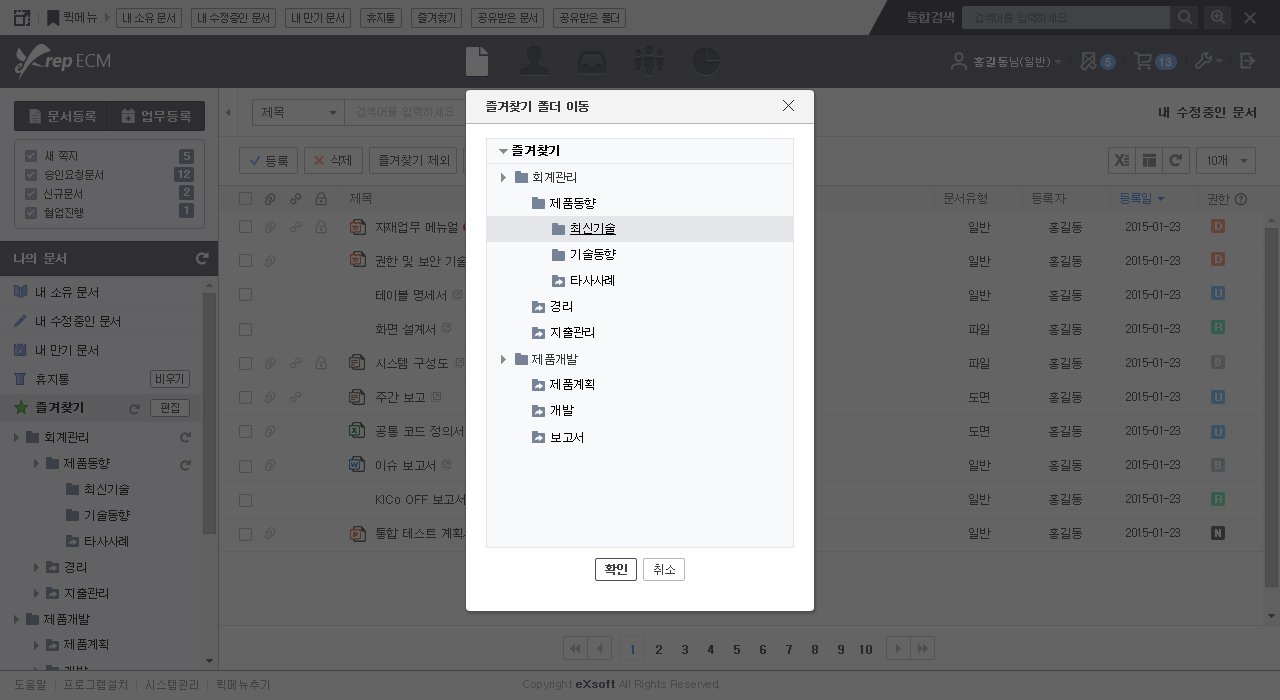 퀵메뉴 내 소유 문서 내 수정중인 문서 내 만기 문서 휴지통 즐겨찾기 공유받은 문서 공유받은 폴더 통합검색 검색어를 입력하세요
eXrep ECM 홍길동님(일반) 5 13
문서등록 업무등록
새 쪽지 5
승인요청문서 12
신규문서 2
협업진행 1
나의 문서
내 소유 문서
내 수정중인 문서
내 만기 문서
휴지통 비우기
즐겨찾기 편집
회계관리
제품동향
최신기술
기술동향
타사사례
경리
지출관리
제품개발
제품계획
개발
제목 검색어를 입력하세요 내 수정중인 문서
등록 삭제 즐겨찾기 제외 10개
제목 문서유형 등록자 등록일 권한
자재업무 메뉴얼 일반 홍길동 2015-01-23 D
권한 및 보안 기술 일반 홍길동 2015-01-23 D
테이블 명세서 일반 홍길동 2015-01-23 U
화면 설계서 파일 홍길동 2015-01-23 R
시스템 구성도 파일 홍길동 2015-01-23 B
주간 보고 도면 홍길동 2015-01-23 U
공통 코드 정의서 도면 홍길동 2015-01-23 U
이슈 보고서 일반 홍길동 2015-01-23 B
KICo OFF 보고서 일반 홍길동 2015-01-23 R
통합 테스트 계획 일반 홍길동 2015-01-23 N
1 2 3 4 5 6 7 8 9 10
즐겨찾기 폴더 이동
즐겨찾기
회계관리
제품동향
최신기술
기술동향
타사사례
경리
지출관리
제품개발
제품계획
개발
보고서
확인 취소
도움말 프로그램설치 시스템관리 퀵메뉴추가 Copyright eXsoft All Rights Reserved.